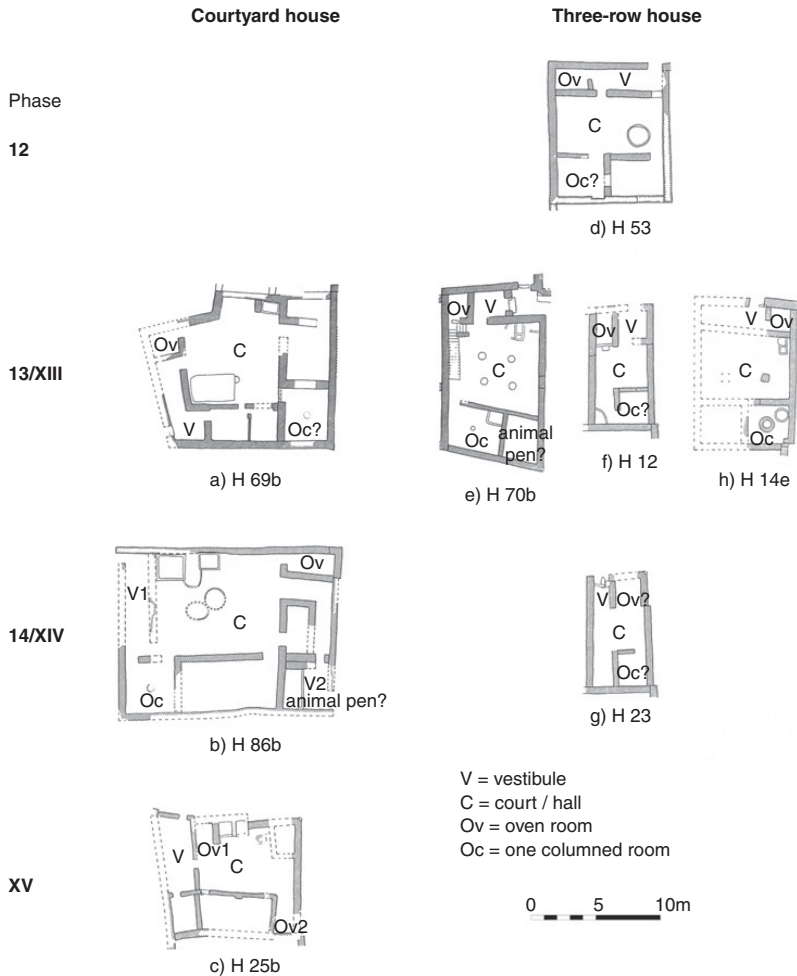 Courtyard house
Three-row house
Phase
12
Ov V
C
Oc?
d) H 53
13/XIII
Ov
C
V
Oc?
a) H 69b
Ov V
C
Oc
animal
pen?
e) H 70b
Ov V
C
Oc?
f) H 12
V Ov
C
Oc
h) H 14e
14/XIV
V1
Ov
C
Oc
V2
animal pen?
b) H 86b
V Ov?
C
Oc?
g) H 23
XV
V Ov1
C
Ov2
c) H 25b
V = vestibule
C = court / hall
Ov = oven room
Oc = one columned room
0 5 10m